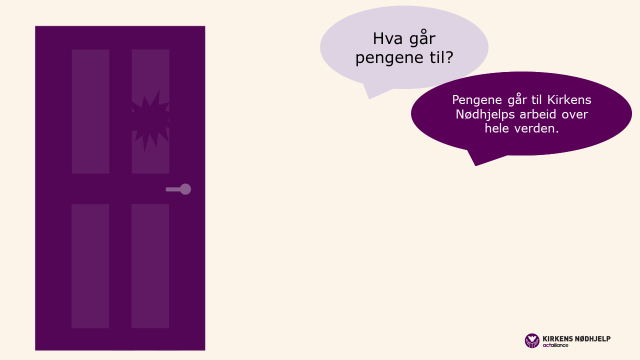 Hva går
pengene til?
Pengene går til Kirkens
Nødhjelps arbeid over
hele verden.
KIRKENS NØDHJELP
actalliance